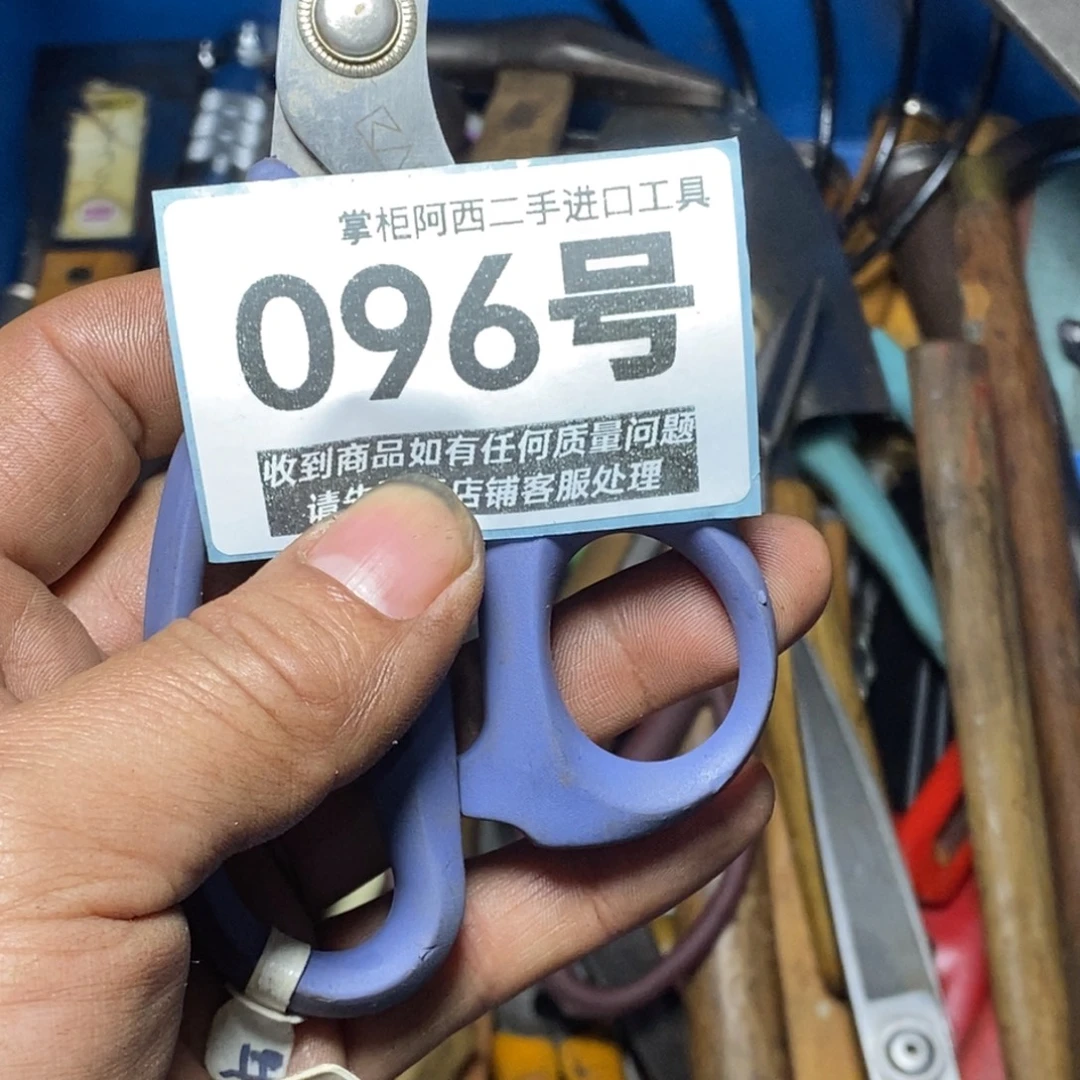 掌柜阿西二手进口工具
096号
收到商品如有任何质量问题
请先 店铺客服处理